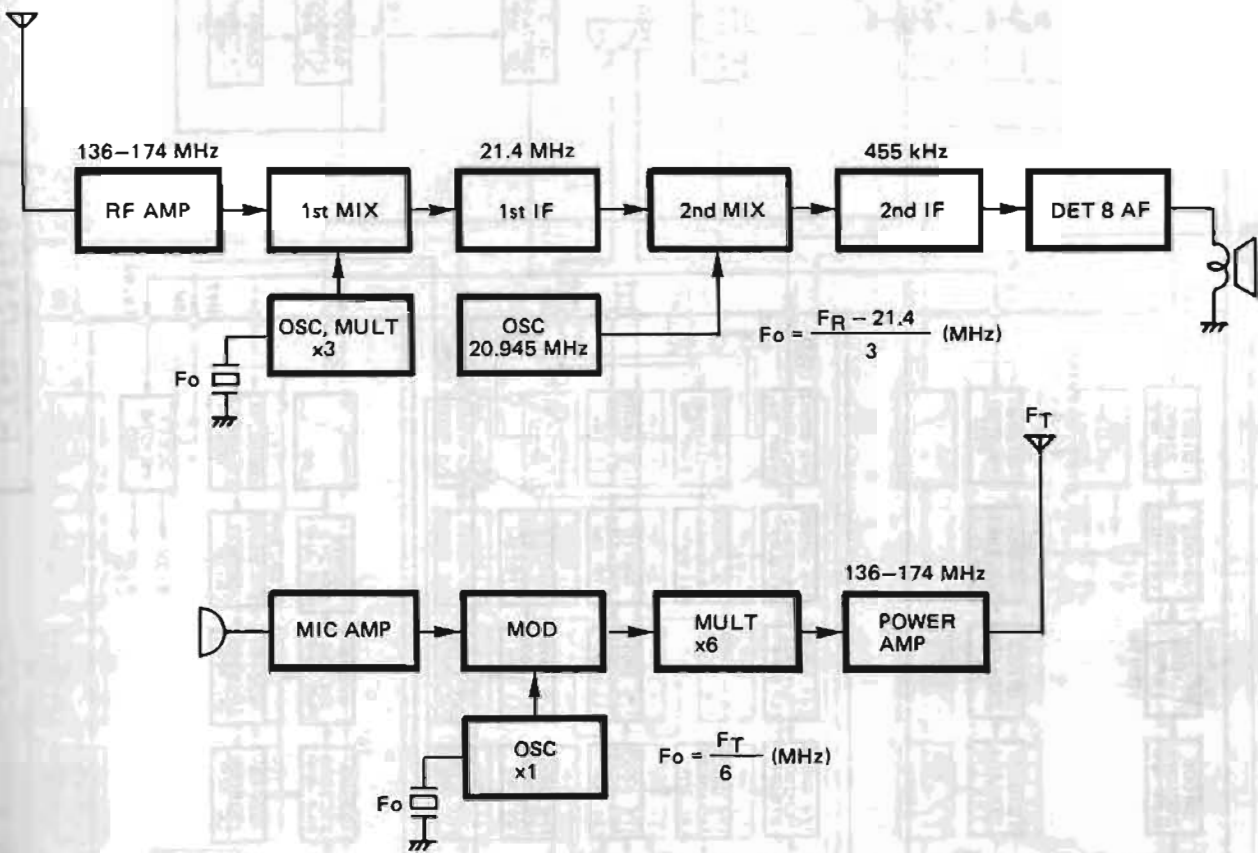 136–174 MHz
21.4 MHz
455 kHz
RF AMP
1st MIX
1st IF
2nd MIX
2nd IF
DET 8 AF
OSC, MULT
x3
OSC
20.945 MHz
Fo = FR – 21.4 / 3 (MHz)
Fo
FT
136–174 MHz
MIC AMP
MOD
MULT
x6
POWER
AMP
OSC
x1
Fo = FT / 6 (MHz)
Fo